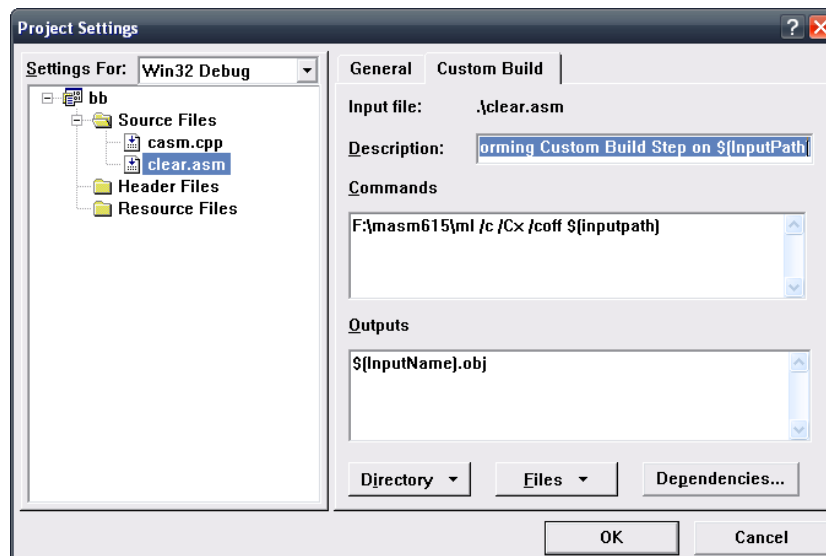 Project Settings
Settings For: Win32 Debug
General Custom Build
bb
Source Files
casm.cpp
clear.asm
Header Files
Resource Files
Input file: .\clear.asm
Description: orming Custom Build Step on $(InputPath
Commands
F:\masm615\ml /c /Cx /coff $(inputpath)
Outputs
$(InputName).obj
Directory Files Dependencies...
OK Cancel